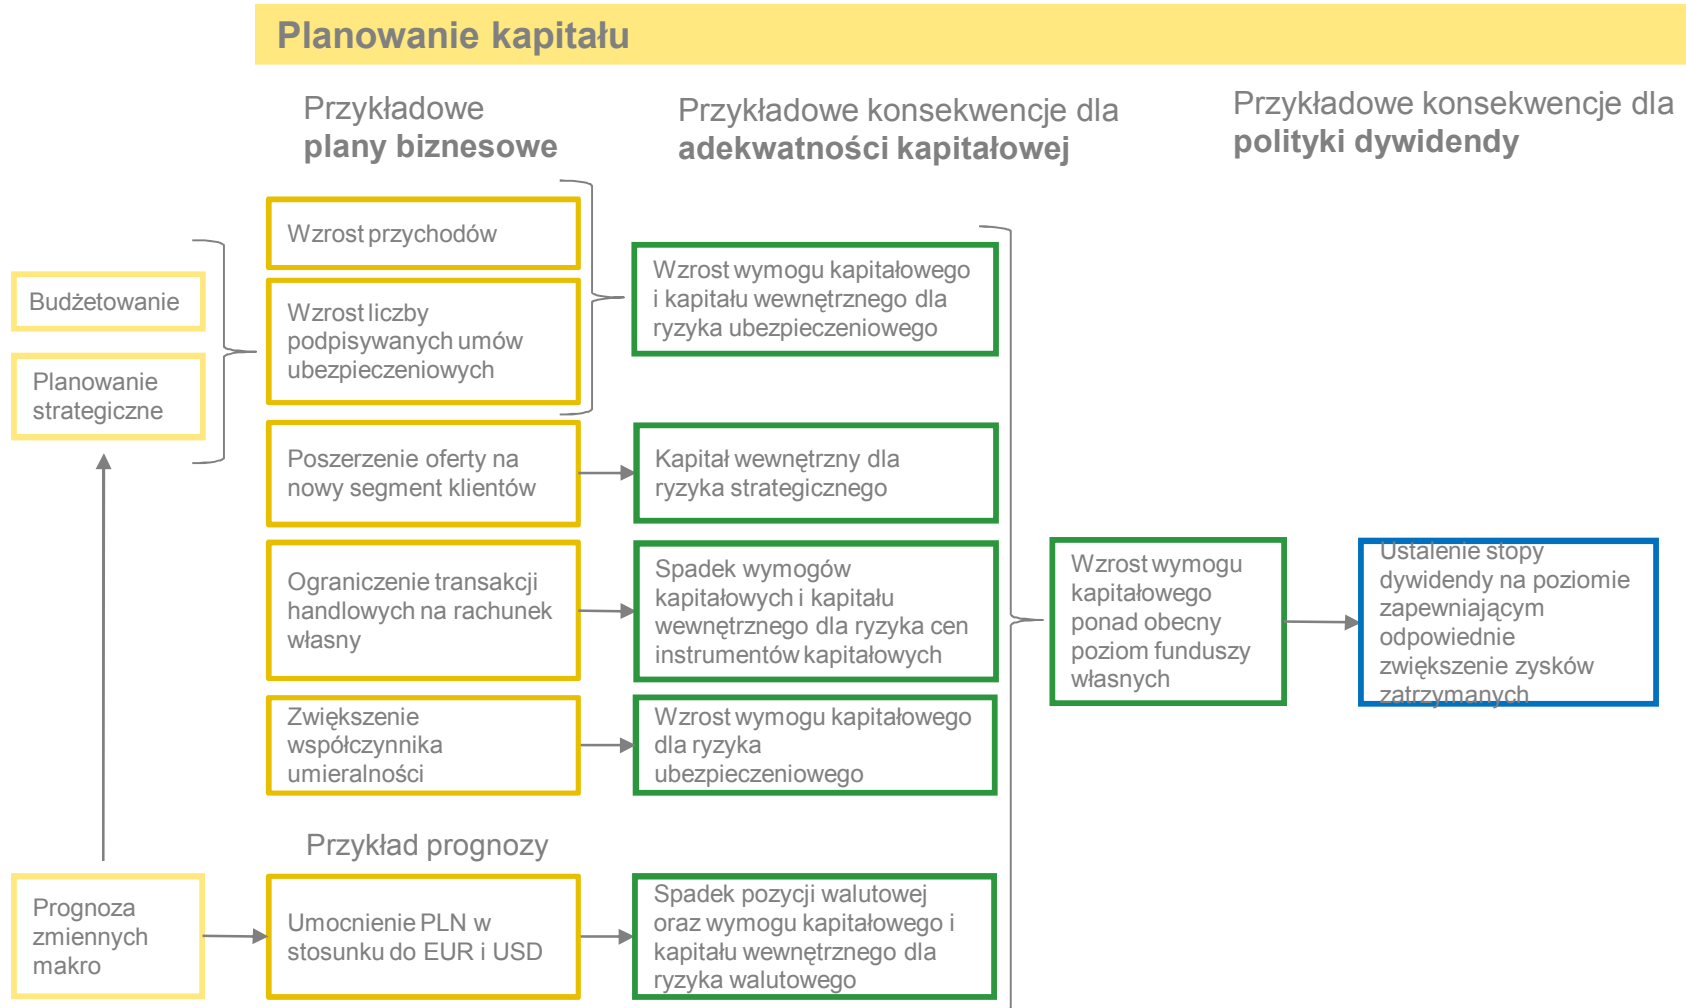 Planowanie kapitału
Przykładowe
plany biznesowe
Przykładowe konsekwencje dla
adekwatności kapitałowej
Przykładowe konsekwencje dla
polityki dywidendy
Budżetowanie
Planowanie
strategiczne
Wzrost przychodów
Wzrost liczby
podpisywanych umów
ubezpieczeniowych
Wzrost wymogu kapitałowego
i kapitału wewnętrznego dla
ryzyka ubezpieczeniowego
Poszerzenie oferty na
nowy segment klientów
Kapitał wewnętrzny dla
ryzyka strategicznego
Ograniczenie transakcji
handlowych na rachunek
własny
Spadek wymogów
kapitałowych i kapitału
wewnętrznego dla ryzyka cen
instrumentów kapitałowych
Zwiększenie
współczynnika
umieralności
Wzrost wymogu kapitałowego
dla ryzyka
ubezpieczeniowego
Wzrost wymogu
kapitałowego
ponad obecny
poziom funduszy
własnych
Ustalenie stopy
dywidendy na poziomie
zapewniającym
odpowiednie
zwiększenie zysków
zatrzymanych
Przykład prognozy
Prognoza
zmiennych
makro
Umocnienie PLN w
stosunku do EUR i USD
Spadek pozycji walutowej
oraz wymogu kapitałowego i
kapitału wewnętrznego dla
ryzyka walutowego